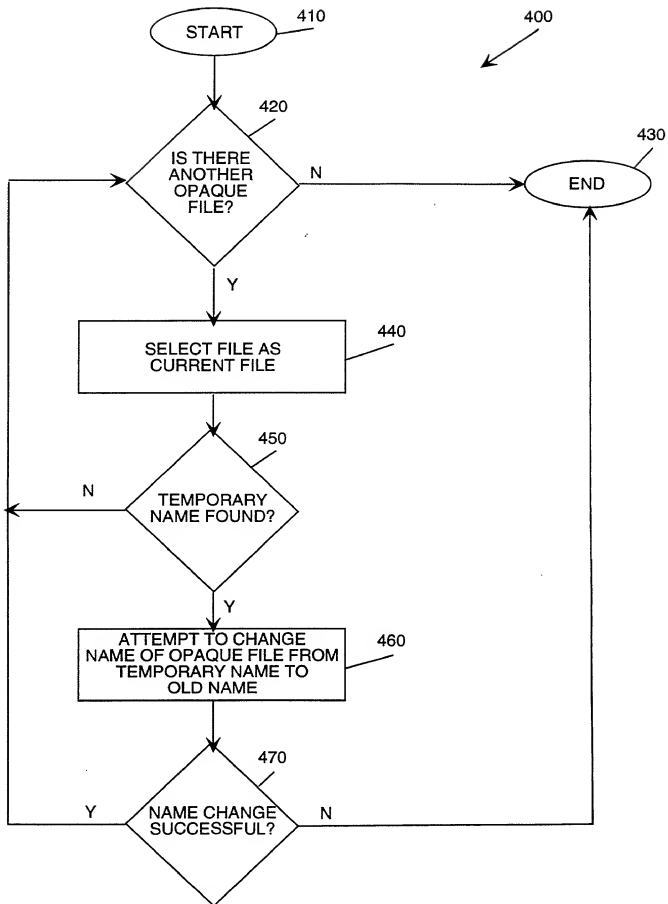 410
START
400
420
IS THERE
ANOTHER
OPAQUE
FILE?
N
430
END
Y
440
SELECT FILE AS
CURRENT FILE
450
N
TEMPORARY
NAME FOUND?
Y
460
ATTEMPT TO CHANGE
NAME OF OPAQUE FILE FROM
TEMPORARY NAME TO
OLD NAME
470
Y
NAME CHANGE
SUCCESSFUL?
N